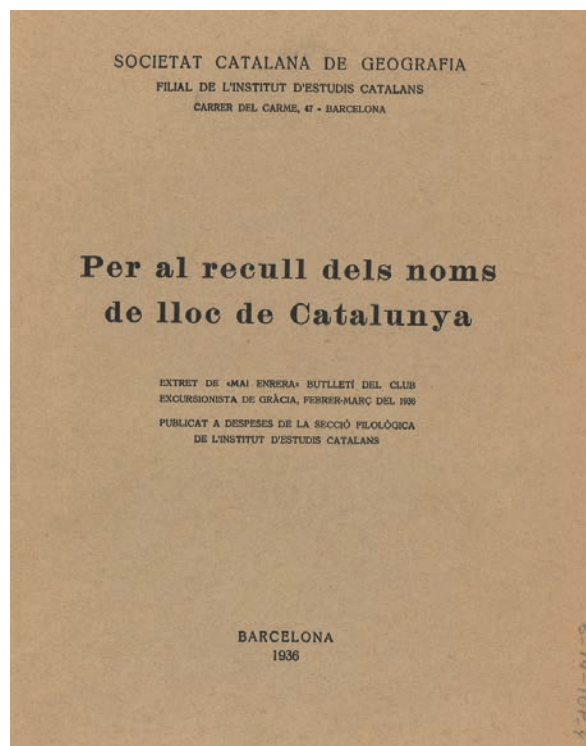 SOCIETAT CATALANA DE GEOGRAFIA
FILIAL DE L'INSTITUT D'ESTUDIS CATALANS
CARRER DEL CARME, 47 - BARCELONA
Per al recull dels noms
de lloc de Catalunya
EXTRET DE «MAI ENRERA» BUTLLETÍ DEL CLUB
EXCURSIONISTA DE GRÀCIA, FEBRER-MARÇ DEL 1936
PUBLICAT A DESPESES DE LA SECCIÓ FILOLÒGICA
DE L'INSTITUT D'ESTUDIS CATALANS
BARCELONA
1936